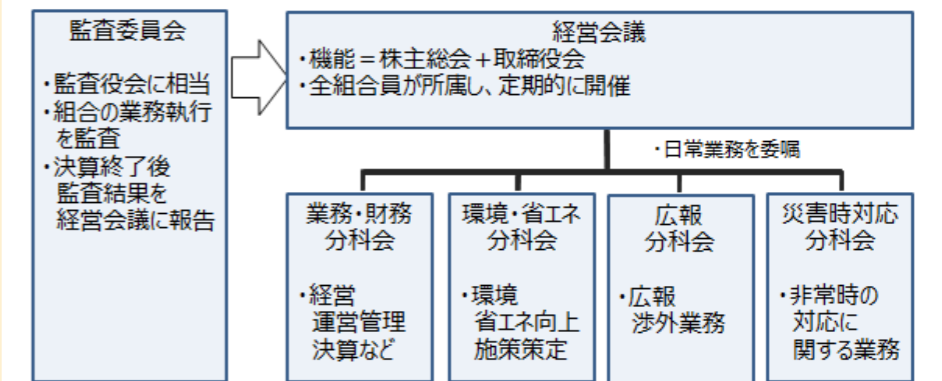 監査委員会
・監査役会に相当
・組合の業務執行
を監査
・決算終了後
監査結果を
経営会議に報告
経営会議
・機能＝株主総会＋取締役会
・全組合員が所属し、定期的に開催
・日常業務を委嘱
業務・財務
分科会
・経営
運営管理
決算など
環境・省エネ
分科会
・環境
省エネ向上
施策策定
広報
分科会
・広報
渉外業務
災害時対応
分科会
・非常時の
対応に
関する業務